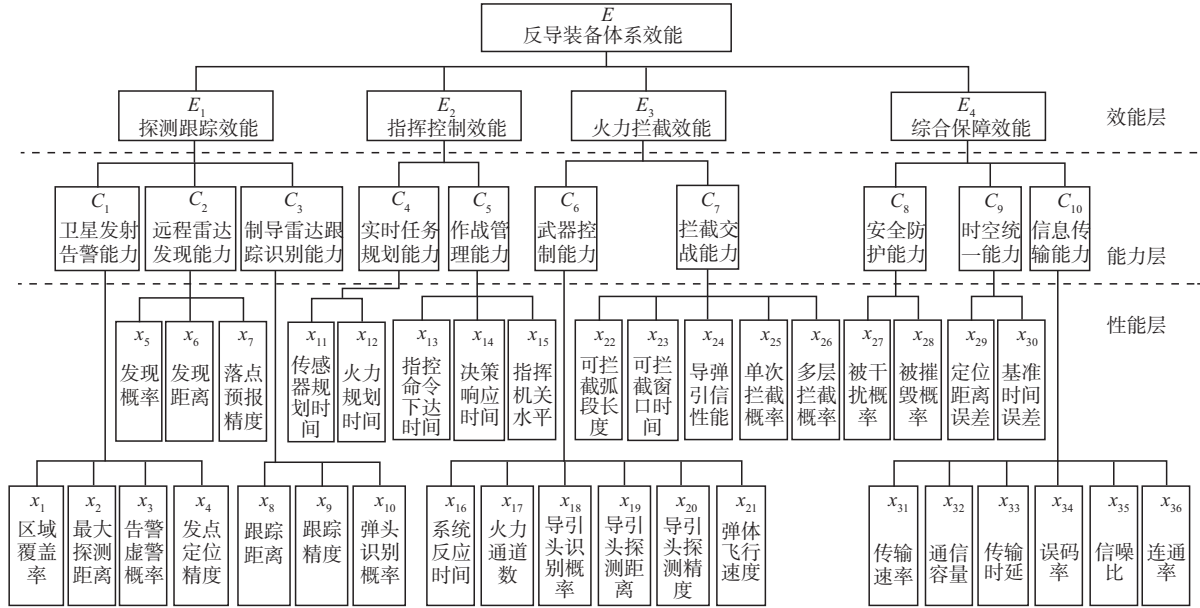 E
反导装备体系效能
E₁
探测跟踪效能
E₂
指挥控制效能
E₃
火力拦截效能
E₄
综合保障效能
效能层
C₁
卫星发射
告警能力
C₂
远程雷达
发现能力
C₃
制导雷达跟
踪识别能力
C₄
实时任务
规划能力
C₅
作战管
理能力
C₆
武器控
制能力
C₇
拦截交
战能力
C₈
安全防
护能力
C₉
时空统
一能力
C₁₀
信息传
输能力
能力层
性能层
x₅
发现
概率
x₆
发现
距离
x₇
落点
预报
精度
x₁₁
传感
器规
划时
间
x₁₂
火力
规划
时间
x₁₃
指控
命令
下达
时间
x₁₄
决策
响应
时间
x₁₅
指挥
机关
水平
x₂₂
可拦
截弧
段长
度
x₂₃
可拦
截窗
口时
间
x₂₄
导弹
引信
性能
x₂₅
单次
拦截
概率
x₂₆
多层
拦截
概率
x₂₇
被干
扰概
率
x₂₈
被摧
毁概
率
x₂₉
定位
距离
误差
x₃₀
基准
时间
误差
x₁
区域
覆盖
率
x₂
最大
探测
距离
x₃
告警
虚警
概率
x₄
发点
定位
精度
x₈
跟踪
距离
x₉
跟踪
精度
x₁₀
弹头
识别
概率
x₁₆
系统
反应
时间
x₁₇
火力
通道
数
x₁₈
导引
头识
别概
率
x₁₉
导引
头探
测距
离
x₂₀
导引
头探
测精
度
x₂₁
弹体
飞行
速度
x₃₁
传输
速率
x₃₂
通信
容量
x₃₃
传输
时延
x₃₄
误码
率
x₃₅
信噪
比
x₃₆
连通
率